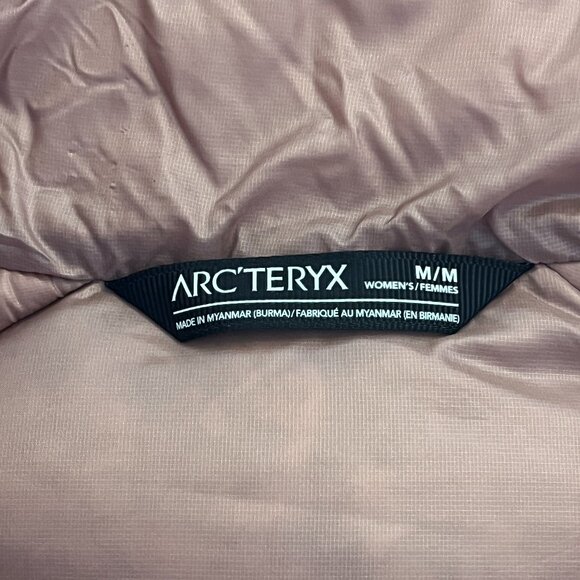 ARC'TERYX
M/M
WOMEN'S/FEMMES
MADE IN MYANMAR (BURMA)/FABRIQUÉ AU MYANMAR (EN BIRMANIE)